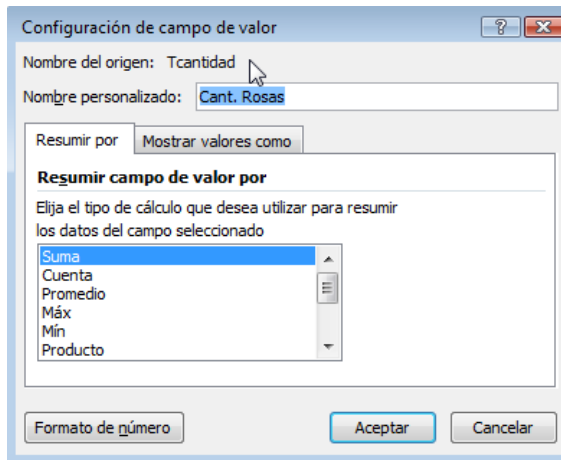 Configuración de campo de valor
Nombre del origen: Tcantidad
Nombre personalizado: Cant. Rosas
Resumir por Mostrar valores como
Resumir campo de valor por
Elija el tipo de cálculo que desea utilizar para resumir
los datos del campo seleccionado
Suma
Cuenta
Promedio
Máx
Mín
Producto
Formato de número Aceptar Cancelar